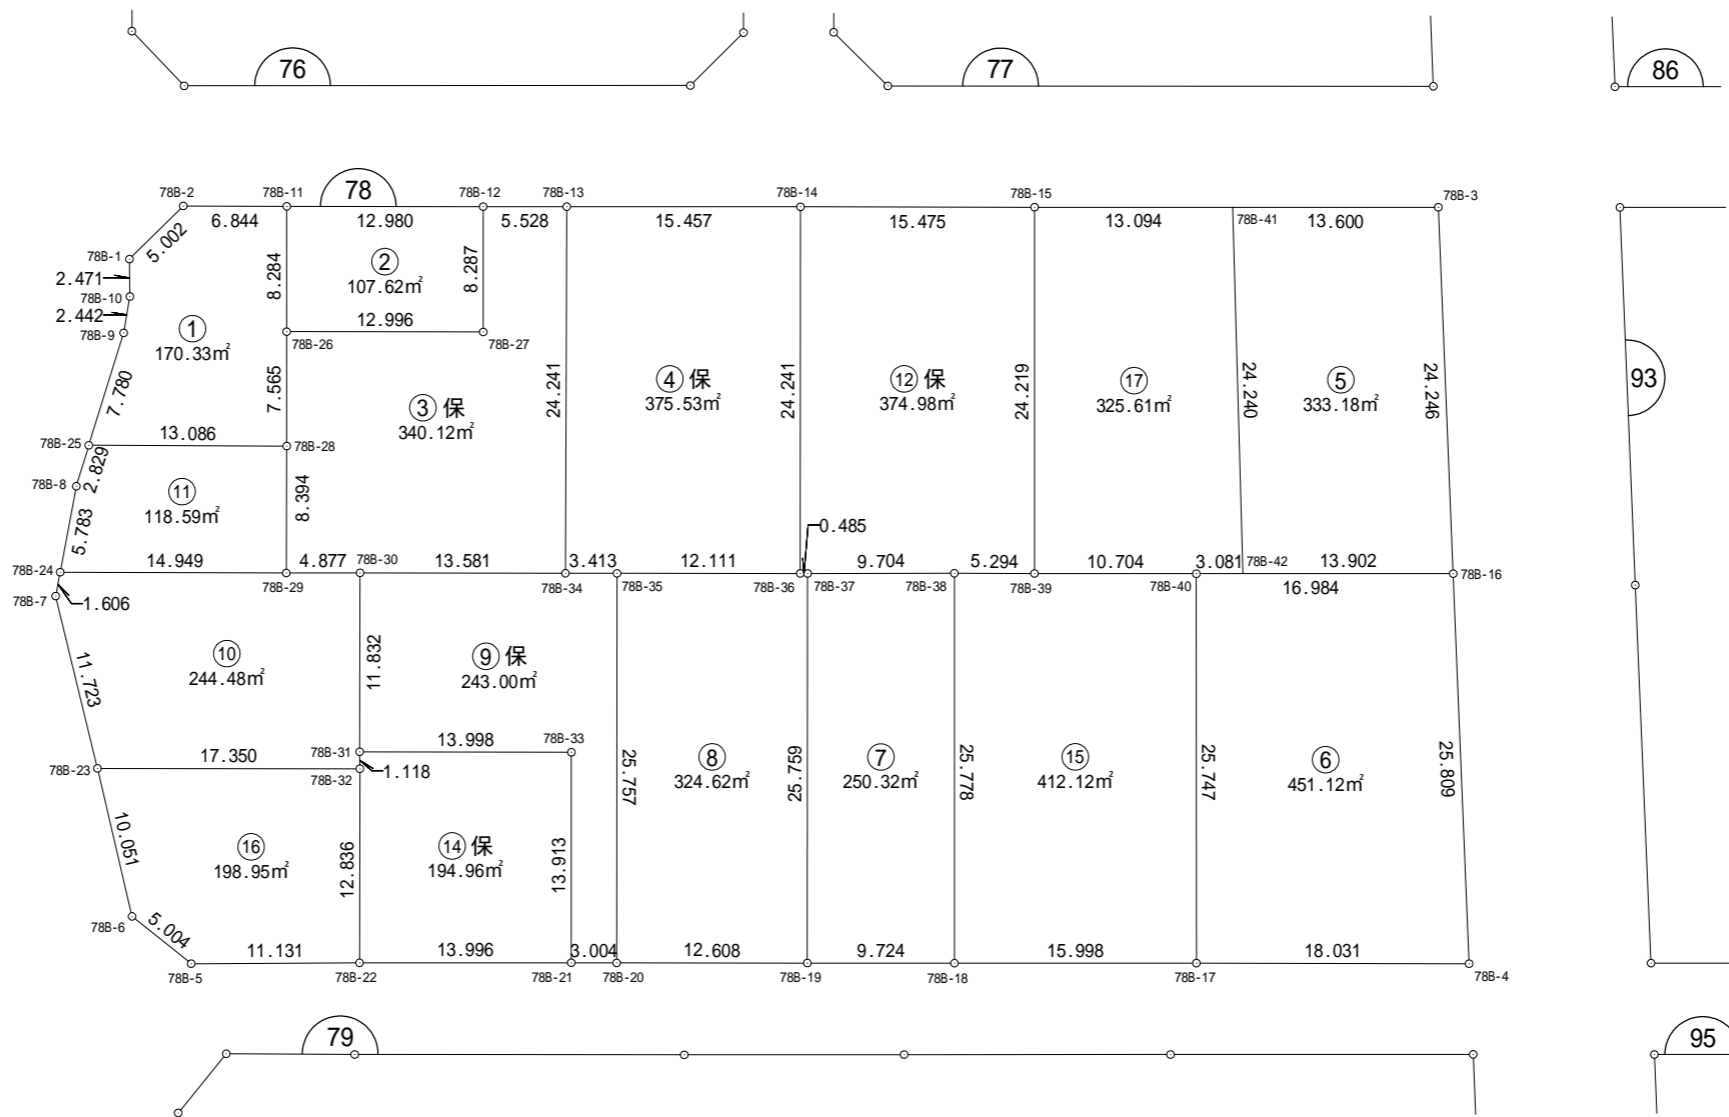 76
77
86
78B-2
78B-11
78
78B-12
78B-13
78B-14
78B-15
78B-3
6.844
12.980
5.528
15.457
15.475
13.094
78B-41
13.600
5.002
78B-1
2.471
78B-10
2.442
78B-9
8.284
②
107.62㎡
8.287
①
170.33㎡
12.996
78B-26
78B-27
7.780
7.565
③保
340.12㎡
24.241
④保
375.53㎡
24.241
⑫保
374.98㎡
24.219
⑰
325.61㎡
24.240
⑤
333.18㎡
24.246
93
78B-25
13.086
78B-28
2.829
78B-8
⑪
118.59㎡
8.394
5.783
0.485
78B-24
14.949
4.877
78B-30
13.581
3.413
12.111
9.704
5.294
10.704
3.081
78B-42
13.902
78B-16
78B-7
1.606
78B-29
78B-34
78B-35
78B-36
78B-37
78B-38
78B-39
78B-40
16.984
11.723
⑩
244.48㎡
11.832
⑨保
243.00㎡
78B-23
17.350
78B-31
13.998
78B-33
78B-32
1.118
25.757
⑧
324.62㎡
25.759
⑦
250.32㎡
25.778
⑮
412.12㎡
25.747
⑥
451.12㎡
25.809
10.051
⑯
198.95㎡
12.836
⑭保
194.96㎡
13.913
78B-6
5.004
11.131
13.996
3.004
12.608
9.724
15.998
18.031
78B-5
78B-22
78B-21
78B-20
78B-19
78B-18
78B-17
78B-4
79
95